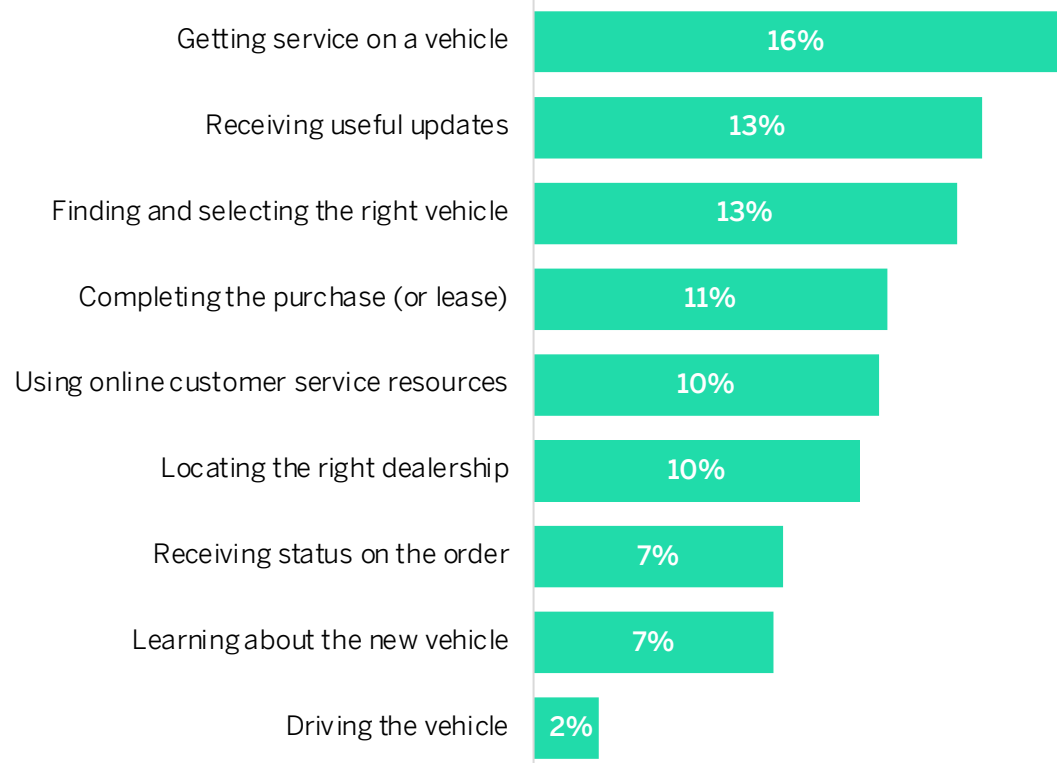 Getting service on a vehicle 16%
Receiving useful updates 13%
Finding and selecting the right vehicle 13%
Completing the purchase (or lease) 11%
Using online customer service resources 10%
Locating the right dealership 10%
Receiving status on the order 7%
Learning about the new vehicle 7%
Driving the vehicle 2%